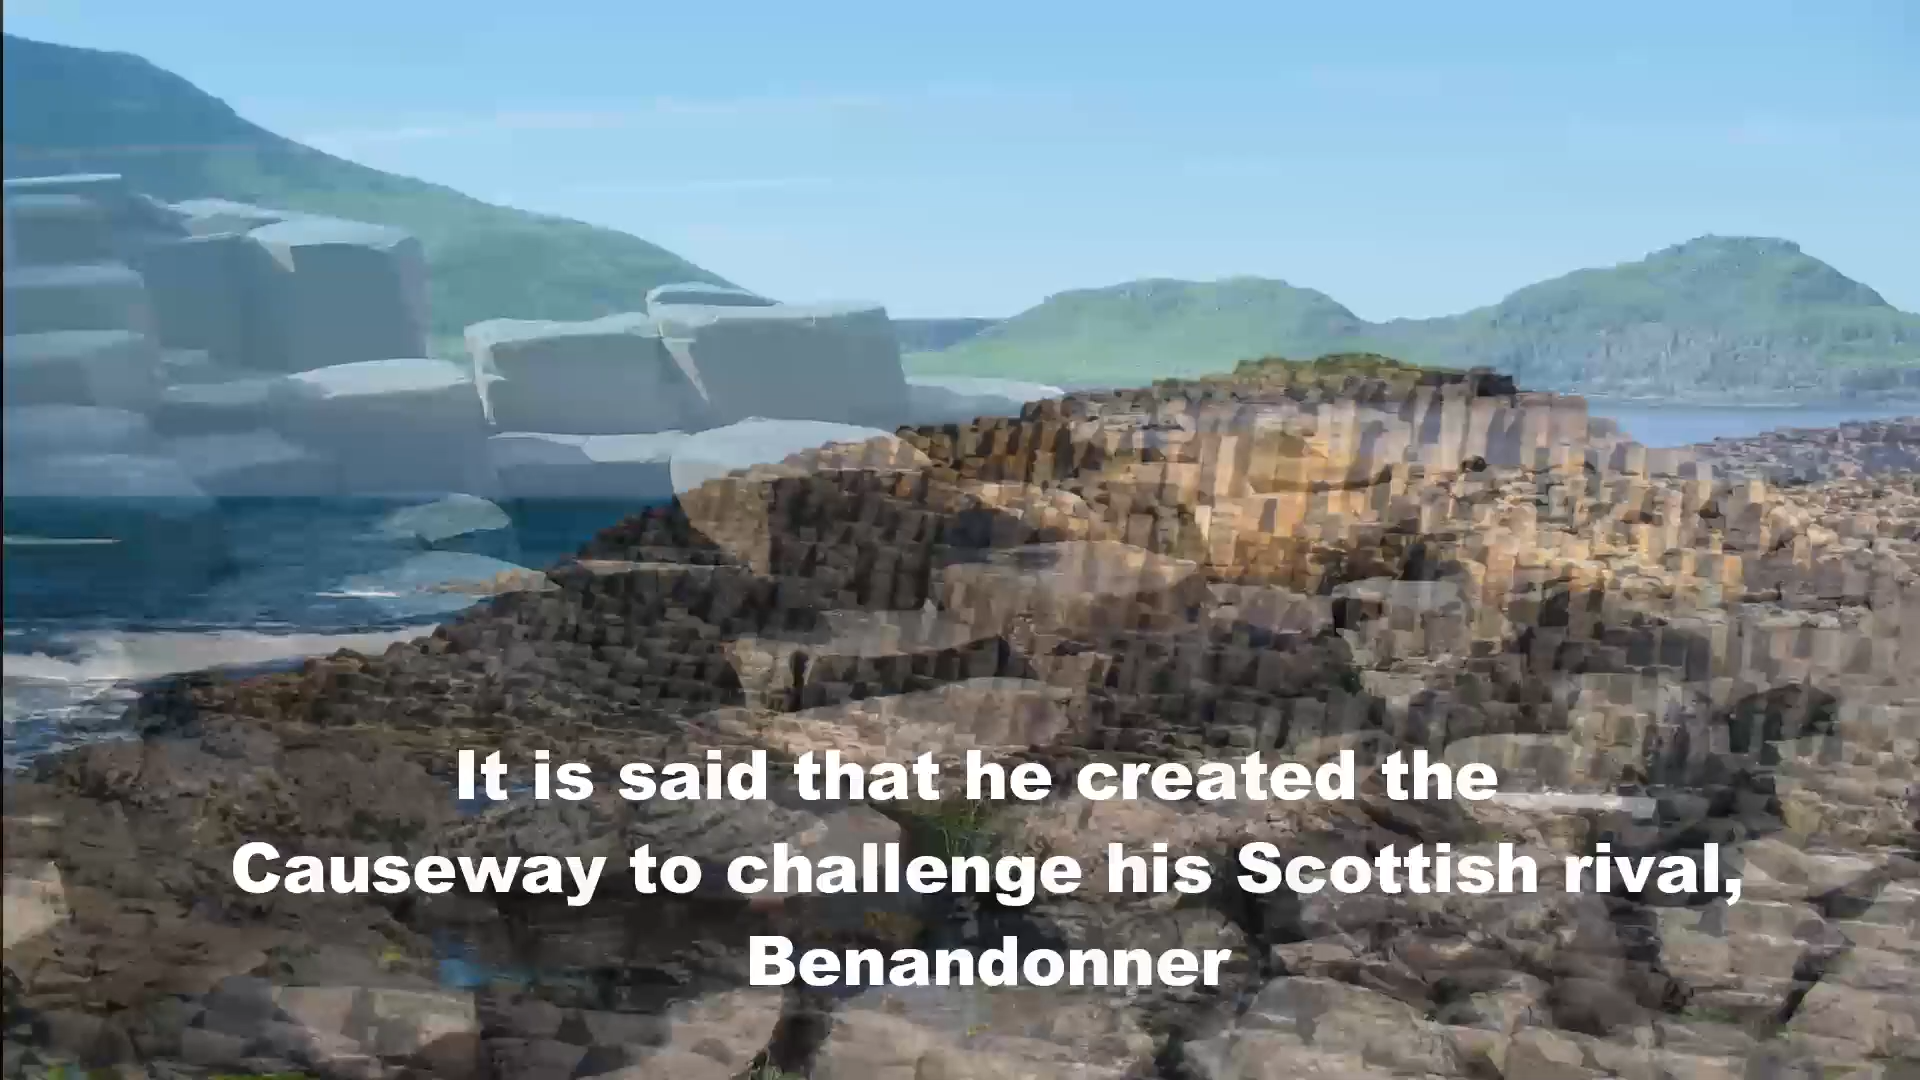 It is said that he created the
Causeway to challenge his Scottish rival,
Benandonner